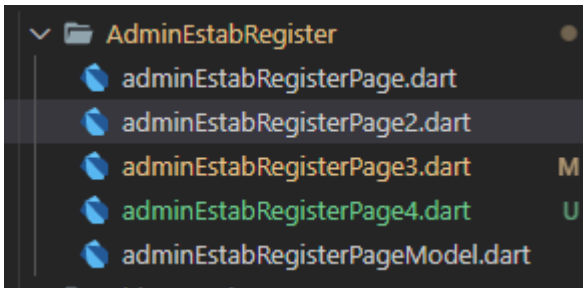 AdminEstabRegister
adminEstabRegisterPage.dart
adminEstabRegisterPage2.dart
adminEstabRegisterPage3.dart M
adminEstabRegisterPage4.dart U
adminEstabRegisterPageModel.dart